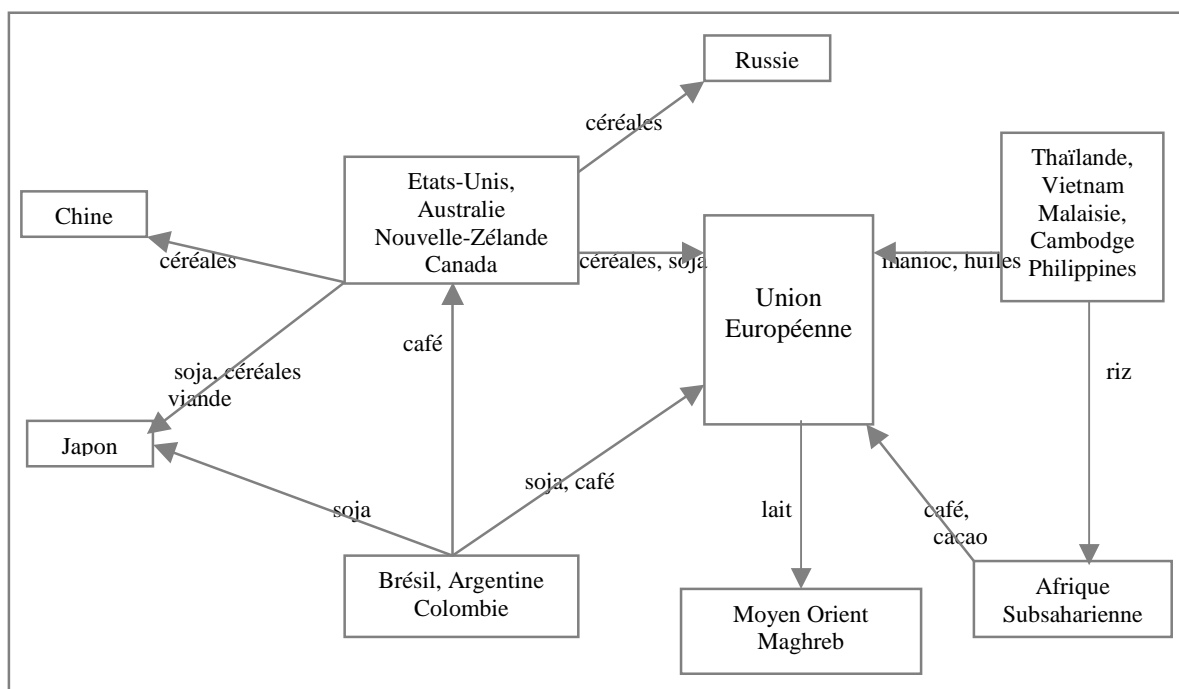 Russie
céréales
Thaïlande,
Vietnam
Malaisie,
Cambodge
Philippines
Etats-Unis,
Australie
Nouvelle-Zélande
Canada
Chine
céréales
céréales, soja
manioc, huiles
Union
Européenne
café
soja, céréales
viande
riz
Japon
soja, café
soja
lait
café,
cacao
Brésil, Argentine
Colombie
Moyen Orient
Maghreb
Afrique
Subsaharienne